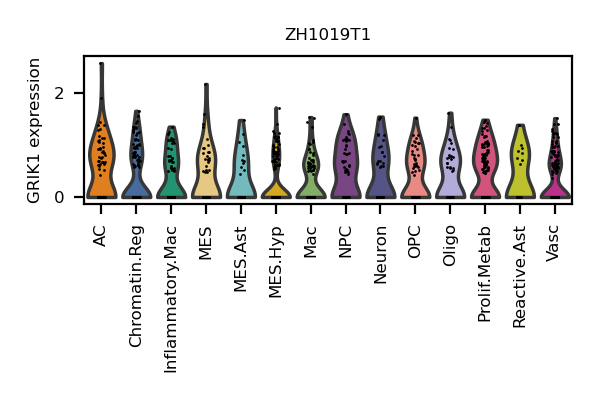 ZH1019T1
GRIK1 expression
2
0
AC
Chromatin.Reg
Inflammatory.Mac
MES
MES.Ast
MES.Hyp
Mac
NPC
Neuron
OPC
Oligo
Prolif.Metab
Reactive.Ast
Vasc